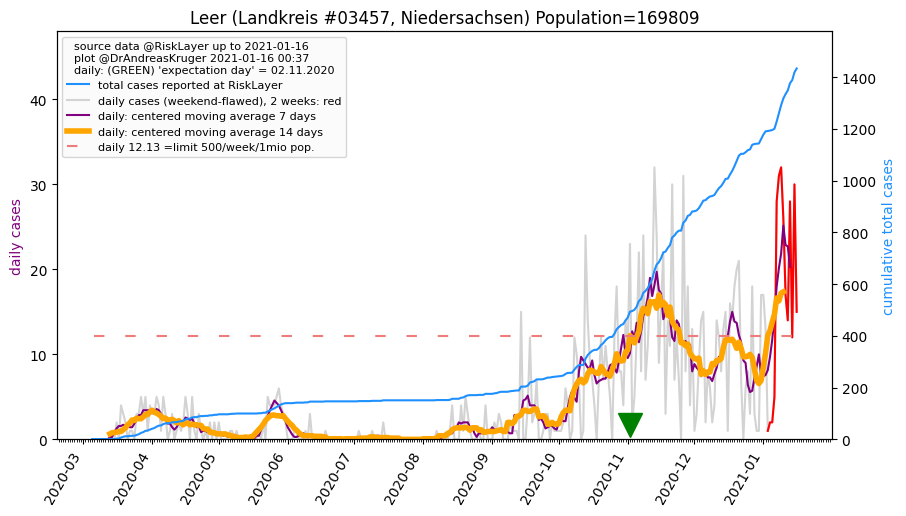 Leer (Landkreis #03457, Niedersachsen) Population=169809
source data @RiskLayer up to 2021-01-16
plot @DrAndreasKruger 2021-01-16 00:37
daily: (GREEN) 'expectation day' = 02.11.2020
total cases reported at RiskLayer
daily cases (weekend-flawed), 2 weeks: red
daily: centered moving average 7 days
daily: centered moving average 14 days
daily 12.13 =limit 500/week/1mio pop.
daily cases
40
30
20
10
0
cumulative total cases
1400
1200
1000
800
600
400
200
0
2020-03
2020-04
2020-05
2020-06
2020-07
2020-08
2020-09
2020-10
2020-11
2020-12
2021-01